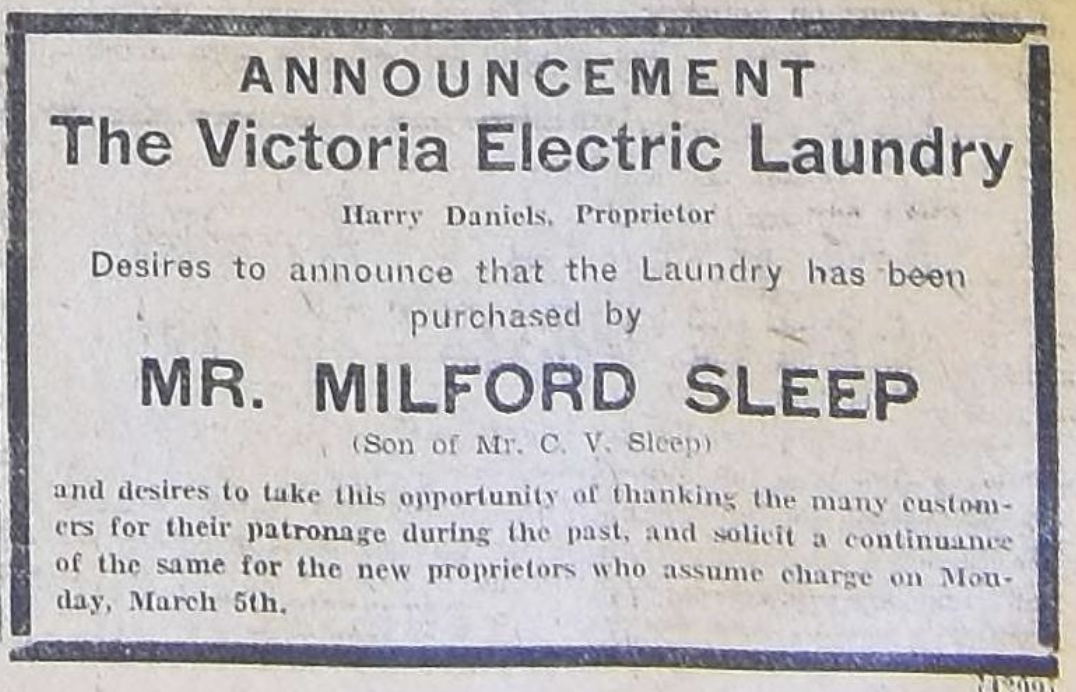 ANNOUNCEMENT
The Victoria Electric Laundry
Harry Daniels, Proprietor
Desires to announce that the Laundry has been
purchased by
MR. MILFORD SLEEP
(Son of Mr. C. V. Sleep)
and desires to take this opportunity of thanking the many custom-
ers for their patronage during the past, and solicit a continuance
of the same for the new proprietors who assume charge on Mon-
day, March 5th.